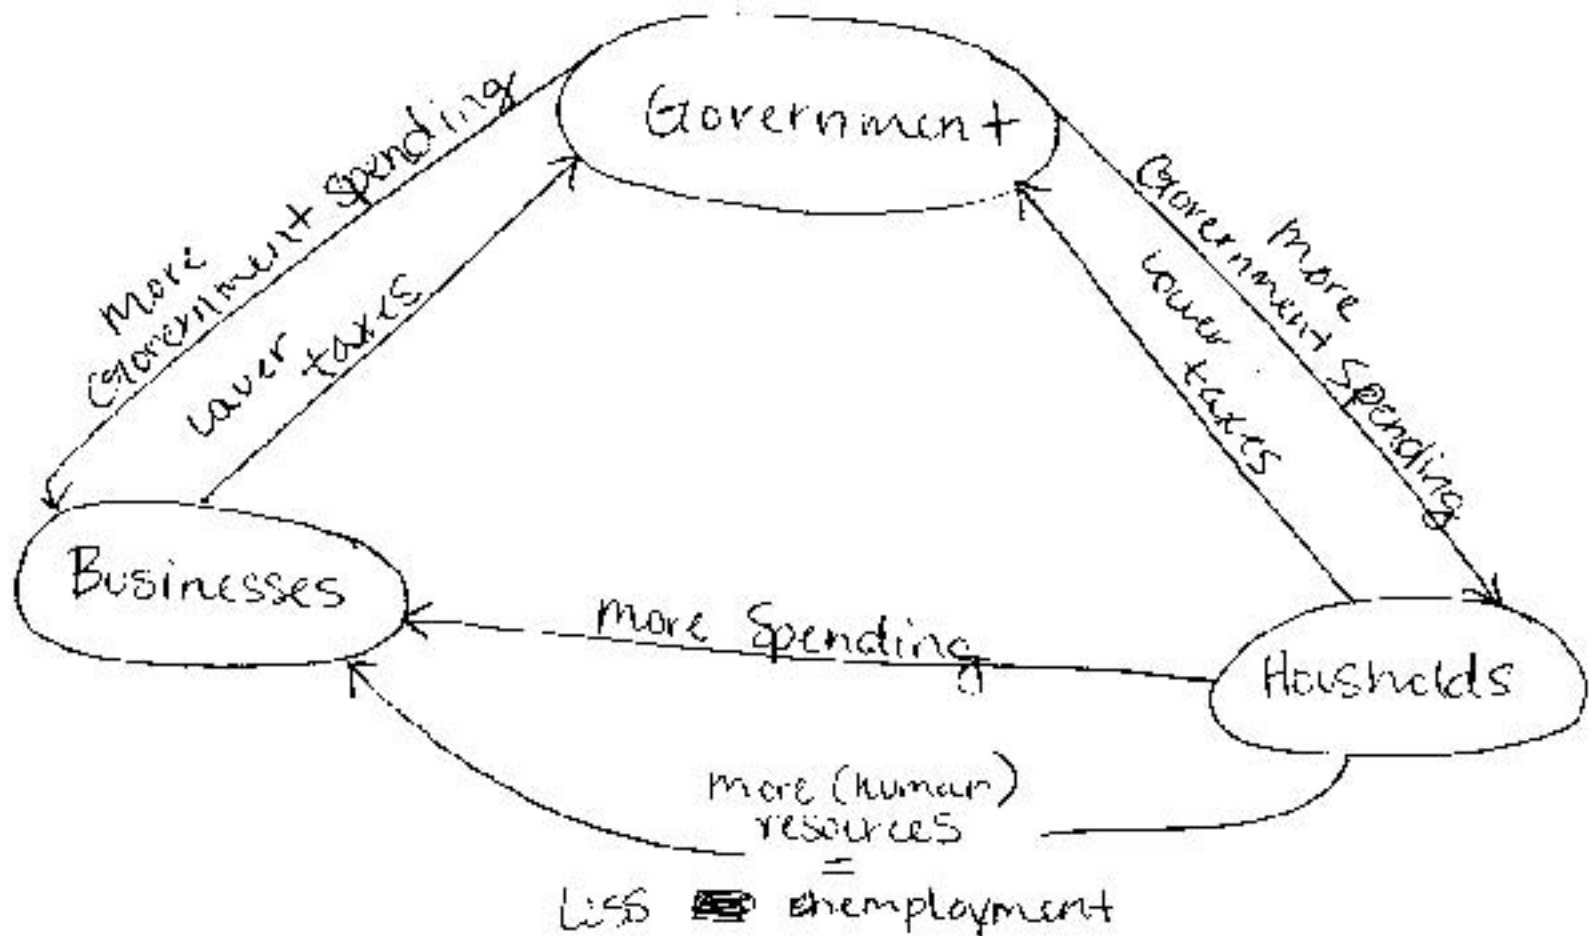 Government
More
Government Spending
Lower
taxes
More
Government Spending
Lower
taxes
Businesses
More Spending
Housholds
More (human)
resources
=
Less unemployment